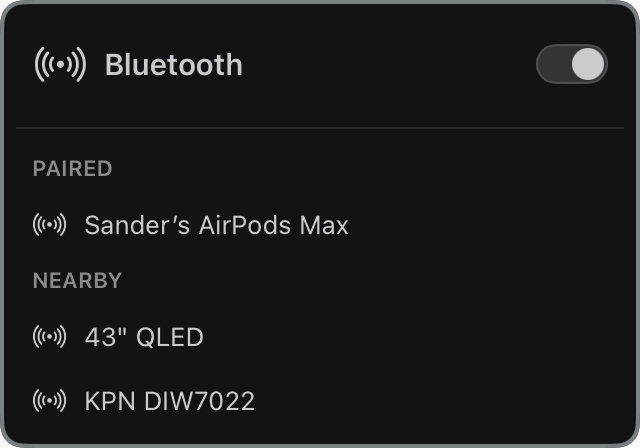 Bluetooth
PAIRED
Sander’s AirPods Max
NEARBY
43" QLED
KPN DIW7022